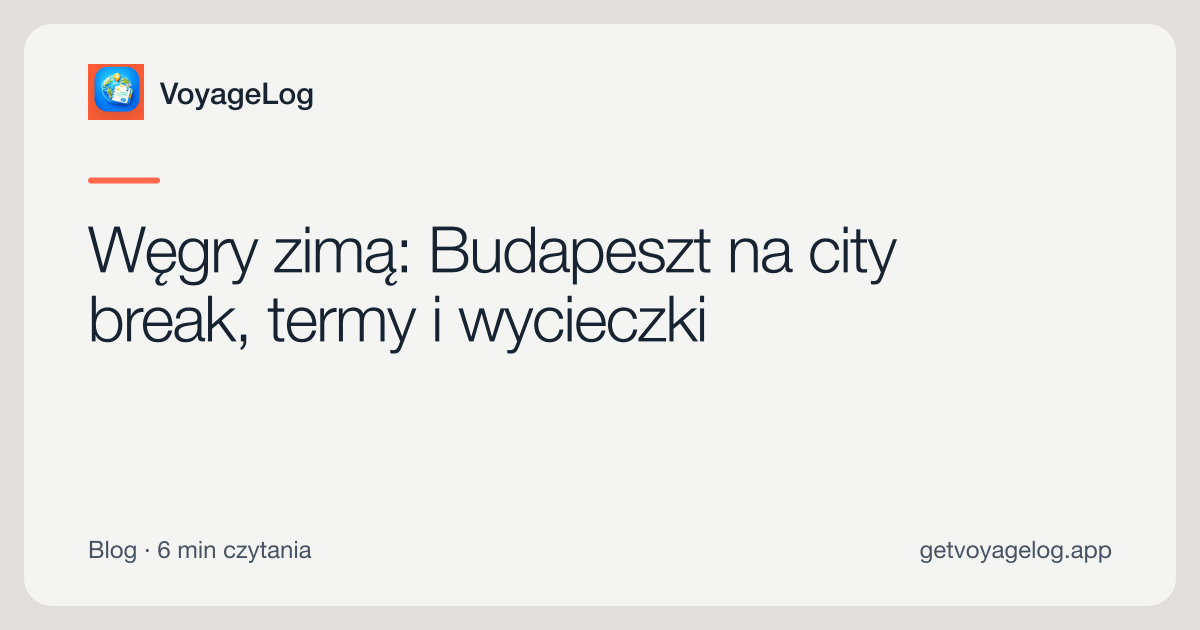 VoyageLog
Węgry zimą: Budapeszt na city
break, termy i wycieczki
Blog · 6 min czytania
getvoyagelog.app